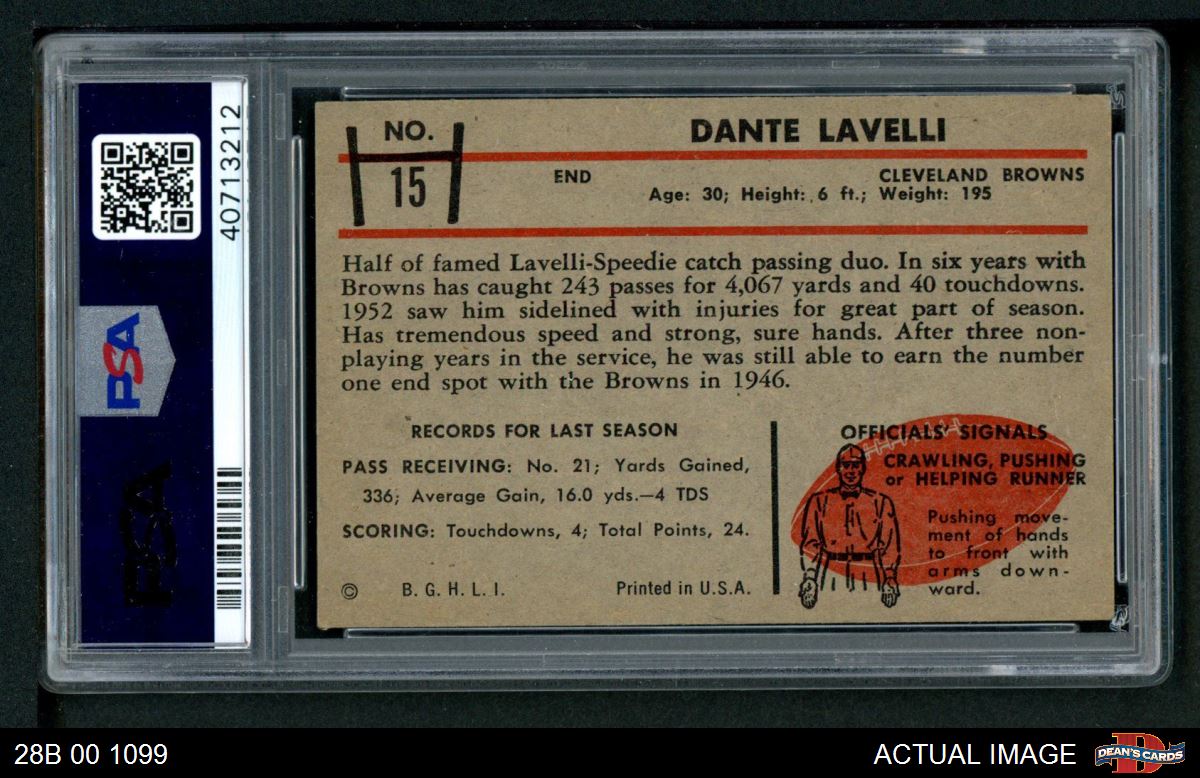 40713212
PSA
PSA
NO.
15
DANTE LAVELLI
END
CLEVELAND BROWNS
Age: 30; Height: 6 ft.; Weight: 195
Half of famed Lavelli-Speedie catch passing duo. In six years with
Browns has caught 243 passes for 4,067 yards and 40 touchdowns.
1952 saw him sidelined with injuries for great part of season.
Has tremendous speed and strong, sure hands. After three non-
playing years in the service, he was still able to earn the number
one end spot with the Browns in 1946.
RECORDS FOR LAST SEASON
PASS RECEIVING: No. 21; Yards Gained,
336; Average Gain, 16.0 yds.—4 TDS
SCORING: Touchdowns, 4; Total Points, 24.
© B. G. H. L. I.
Printed in U.S.A.
OFFICIALS' SIGNALS
CRAWLING, PUSHING
or HELPING RUNNER
Pushing move-
ment of hands
to front with
arms down-
ward.
28B 00 1099
ACTUAL IMAGE
D
DEAN'S CARDS